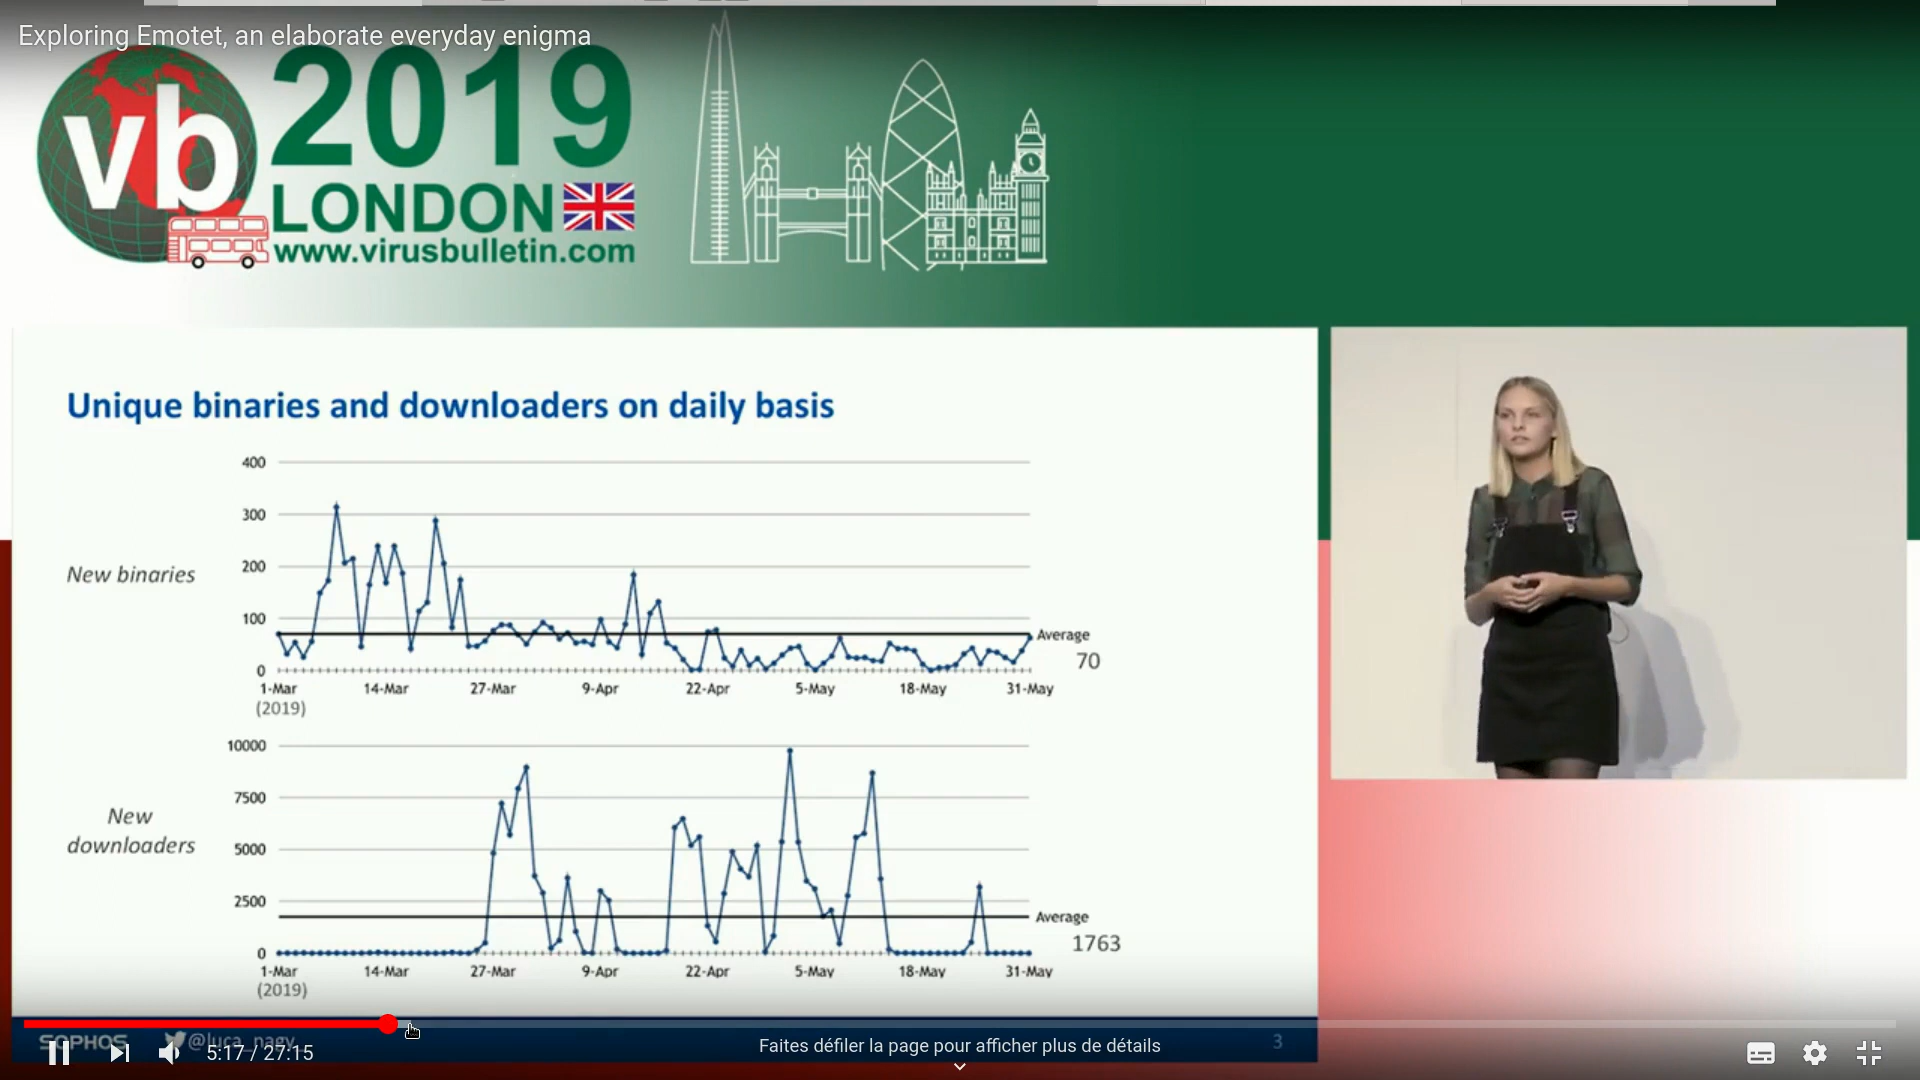 Exploring Emotet, an elaborate everyday enigma
vb
2019
LONDON
www.virusbulletin.com
Unique binaries and downloaders on daily basis
New binaries
400
300
200
100
0
1-Mar 14-Mar 27-Mar 9-Apr 22-Apr 5-May 18-May 31-May
(2019)
Average
70
New
downloaders
10000
7500
5000
2500
0
1-Mar 14-Mar 27-Mar 9-Apr 22-Apr 5-May 18-May 31-May
(2019)
Average
1763
SOPHOS @luca_nagy_ 3
5:17 / 27:15
Faites défiler la page pour afficher plus de détails